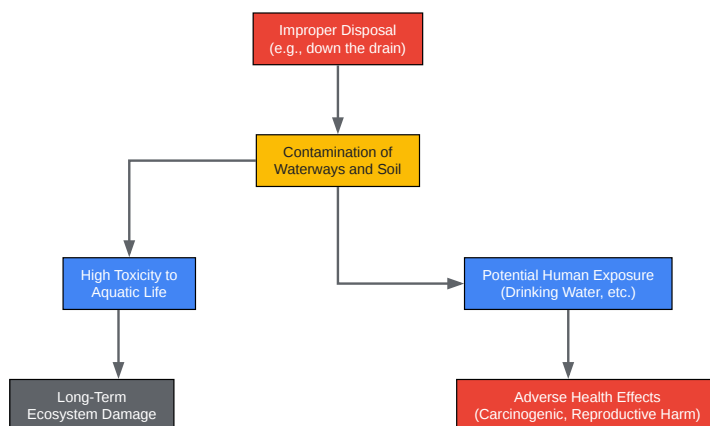 Improper Disposal
(e.g., down the drain)
Contamination of
Waterways and Soil
High Toxicity to
Aquatic Life
Potential Human Exposure
(Drinking Water, etc.)
Long-Term
Ecosystem Damage
Adverse Health Effects
(Carcinogenic, Reproductive Harm)